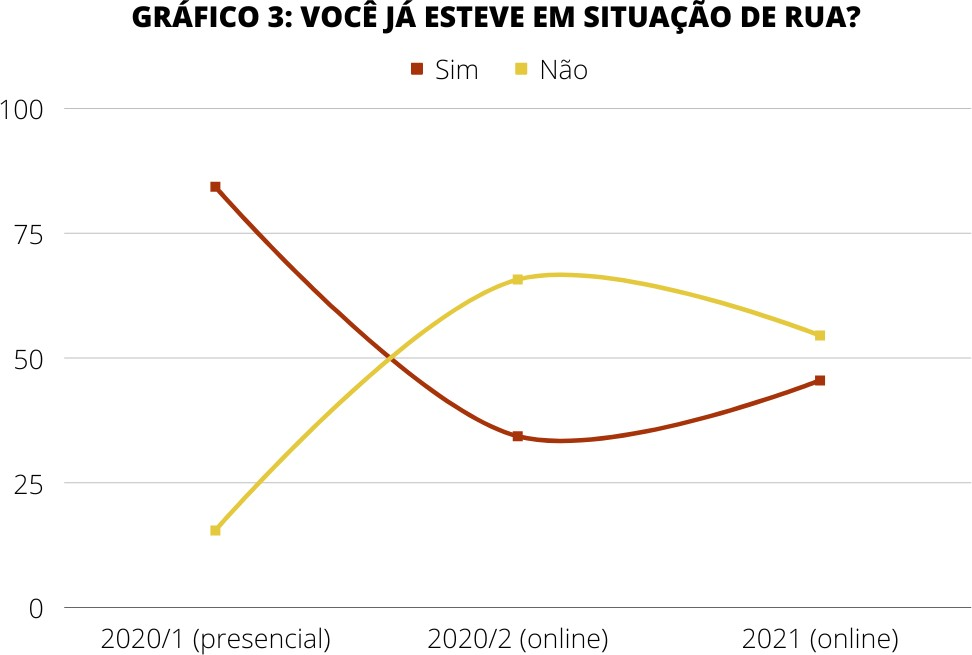 GRÁFICO 3: VOCÊ JÁ ESTEVE EM SITUAÇÃO DE RUA?
Sim Não
100
75
50
25
0
2020/1 (presencial) 2020/2 (online) 2021 (online)